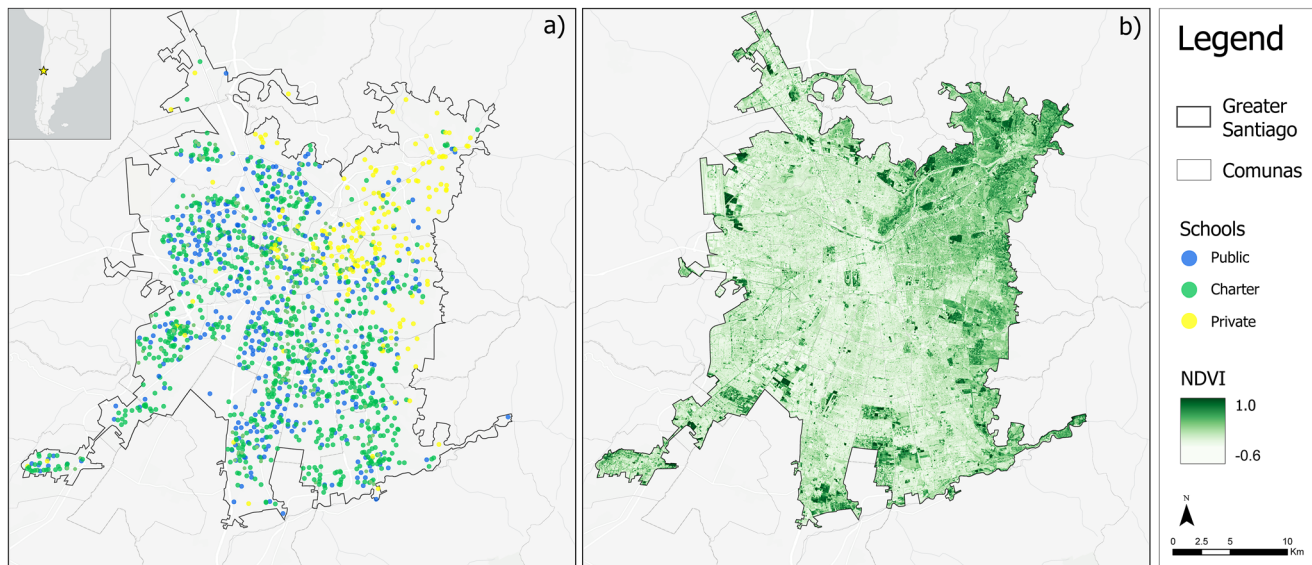 a)
b)
Legend
Greater
Santiago
Comunas
Schools
Public
Charter
Private
NDVI
1.0
-0.6
N
0 2.5 5 10
Km